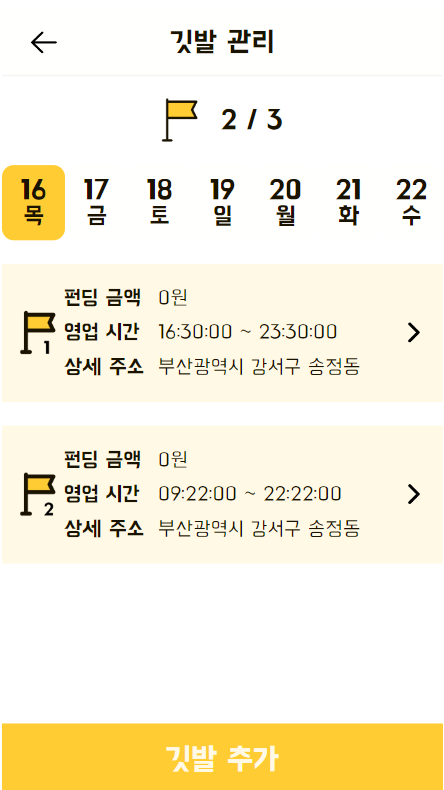 깃발 관리
2 / 3
16 17 18 19 20 21 22
목 금 토 일 월 화 수
펀딩 금액 0원
영업 시간 16:30:00 ~ 23:30:00
1
상세 주소 부산광역시 강서구 송정동
펀딩 금액 0원
영업 시간 09:22:00 ~ 22:22:00
2
상세 주소 부산광역시 강서구 송정동
깃발 추가